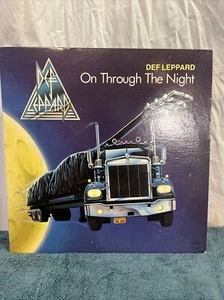 DEF LEPPARD
On Through The Night
DEF
LEPPARD